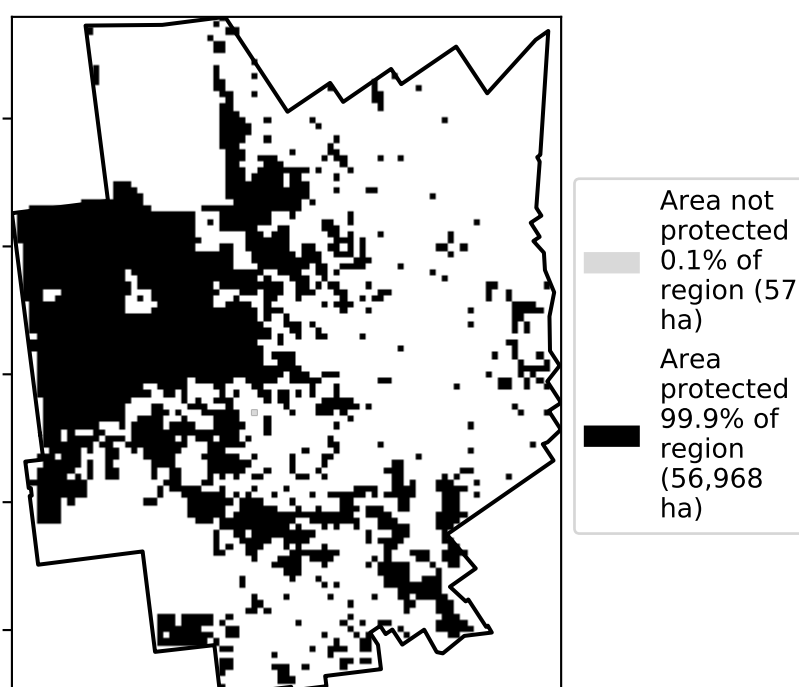 Area not
protected
0.1% of
region (57
ha)
Area
protected
99.9% of
region
(56,968
ha)